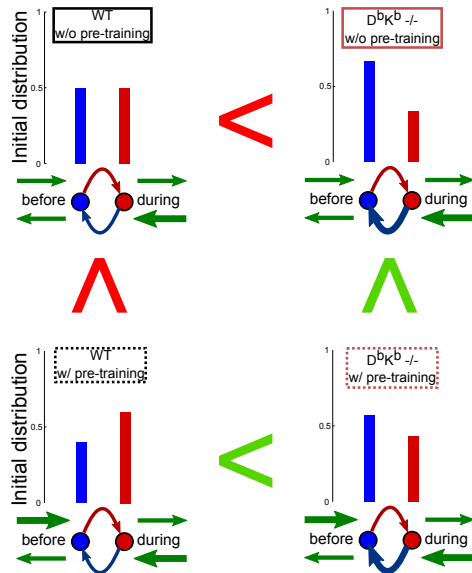 WT
w/o pre-training
DᵇKᵇ -/-
w/o pre-training
Initial distribution
1
0.5
0
1
0.5
0
<
before
during
before
during
<
<
WT
w/ pre-training
DᵇKᵇ -/-
w/ pre-training
Initial distribution
1
0.5
0
1
0.5
0
<
before
during
before
during